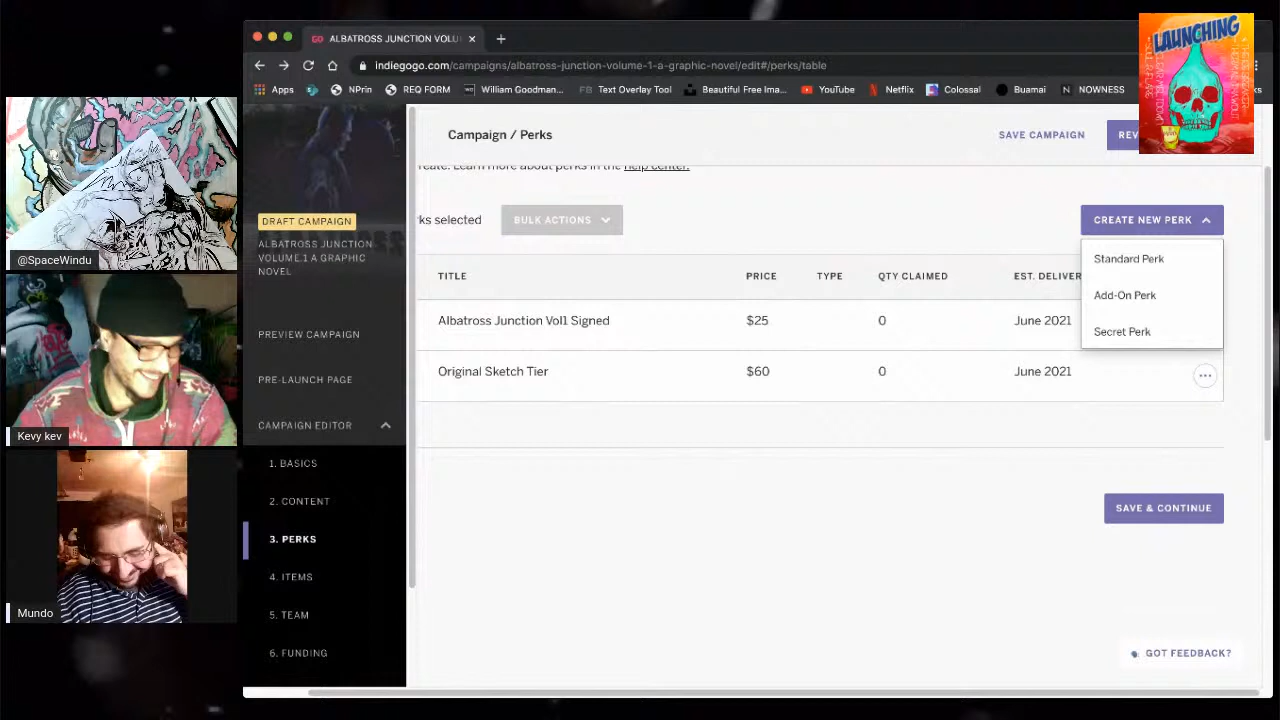 ALBATROSS JUNCTION VOLU
indiegogo.com/campaigns/albatross-junction-volume-1-a-graphic-novel/edit#/perks/table
Apps
NPrin
REQ FORM
William Goodman...
Text Overlay Tool
Beautiful Free Ima...
YouTube
Netflix
Colossal
Buamai
NOWNESS
LAUNCHING
Campaign / Perks
SAVE CAMPAIGN
REV
create. Learn more about perks in the help center.
rks selected
BULK ACTIONS
CREATE NEW PERK
Standard Perk
Add-On Perk
Secret Perk
TITLE PRICE TYPE QTY CLAIMED EST. DELIVER
Albatross Junction Vol1 Signed $25 0 June 2021
Original Sketch Tier $60 0 June 2021
SAVE & CONTINUE
GOT FEEDBACK?
DRAFT CAMPAIGN
ALBATROSS JUNCTION
VOLUME.1 A GRAPHIC
NOVEL
PREVIEW CAMPAIGN
PRE-LAUNCH PAGE
CAMPAIGN EDITOR
1. BASICS
2. CONTENT
3. PERKS
4. ITEMS
5. TEAM
6. FUNDING
@SpaceWindu
Kevy kev
Mundo